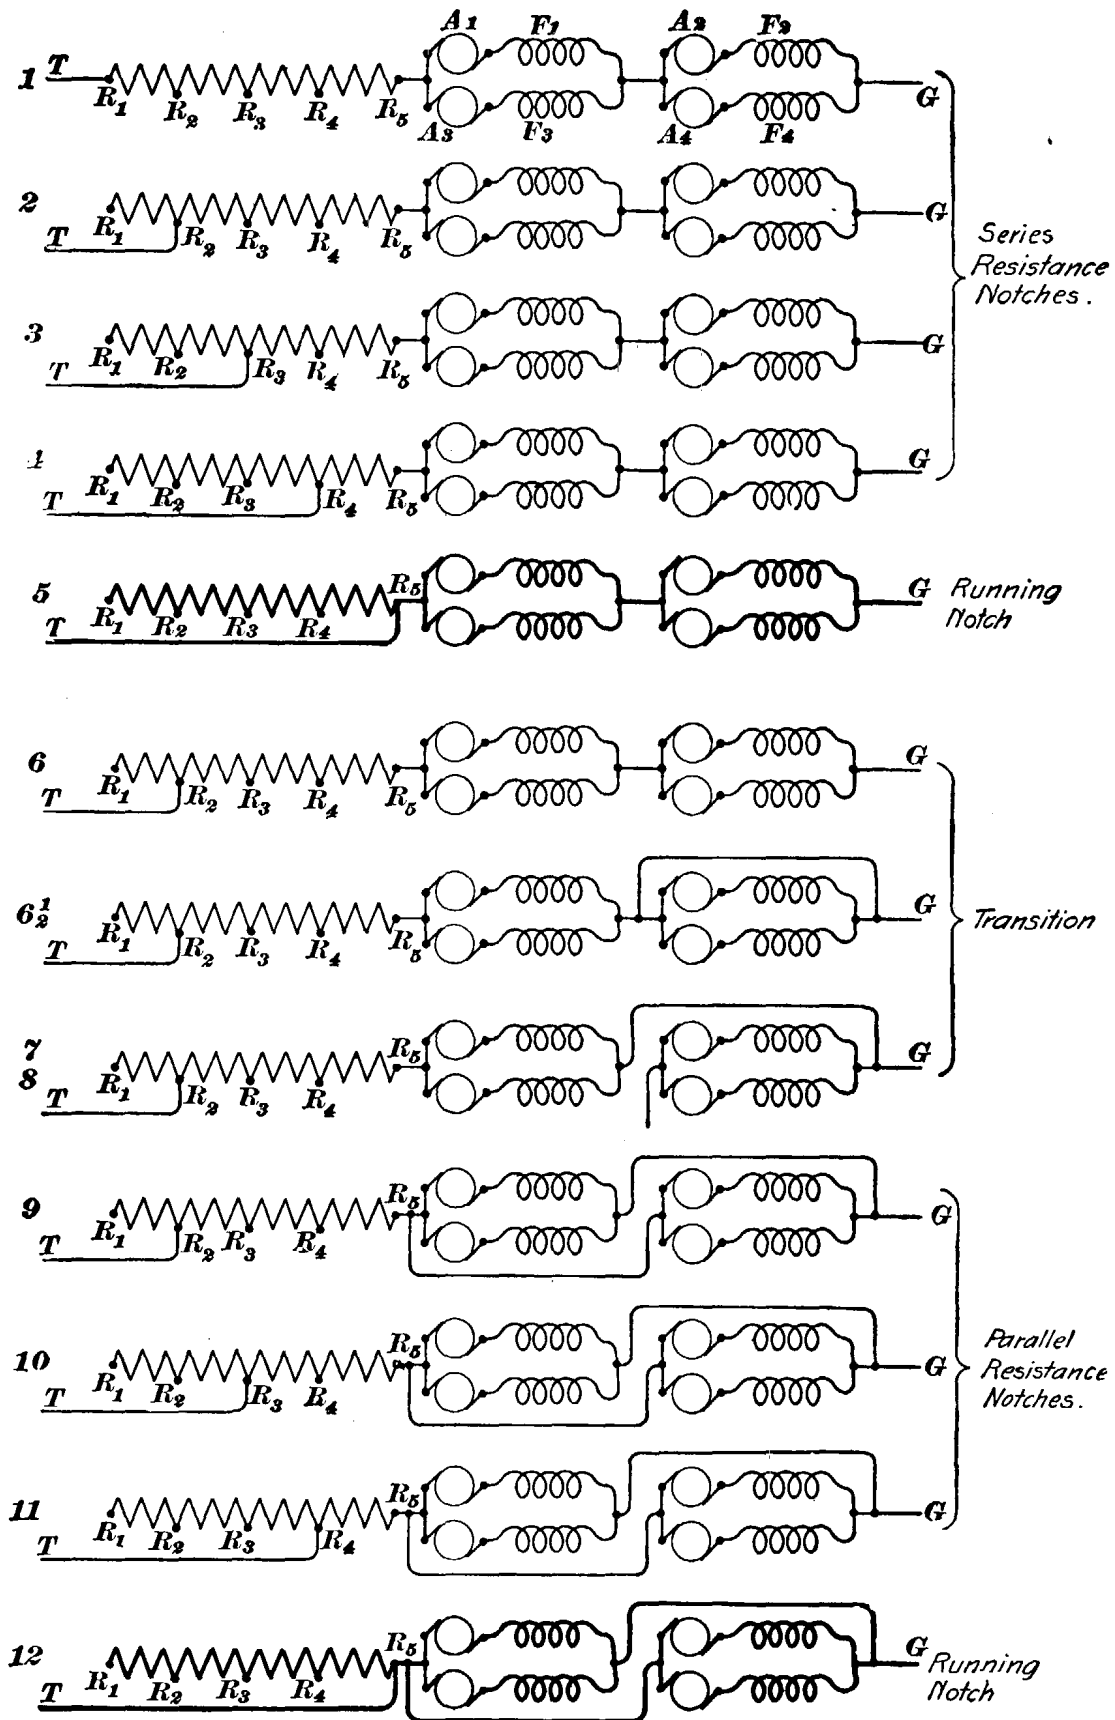 A1 F1 A2 F2
1 T R1 R2 R3 R4 R5 A3 F3 A4 F4 G
2 T R1 R2 R3 R4 R5 G
Series
Resistance
Notches.
3 T R1 R2 R3 R4 R5 G
4 T R1 R2 R3 R4 R5 G
5 T R1 R2 R3 R4 R5 G
Running
Notch
6 T R1 R2 R3 R4 R5 G
6 1/2 T R1 R2 R3 R4 R5 G
Transition
7
8 T R1 R2 R3 R4 R5 G
9 T R1 R2 R3 R4 R5 G
10 T R1 R2 R3 R4 R5 G
Parallel
Resistance
Notches.
11 T R1 R2 R3 R4 R5 G
12 T R1 R2 R3 R4 R5 G
Running
Notch